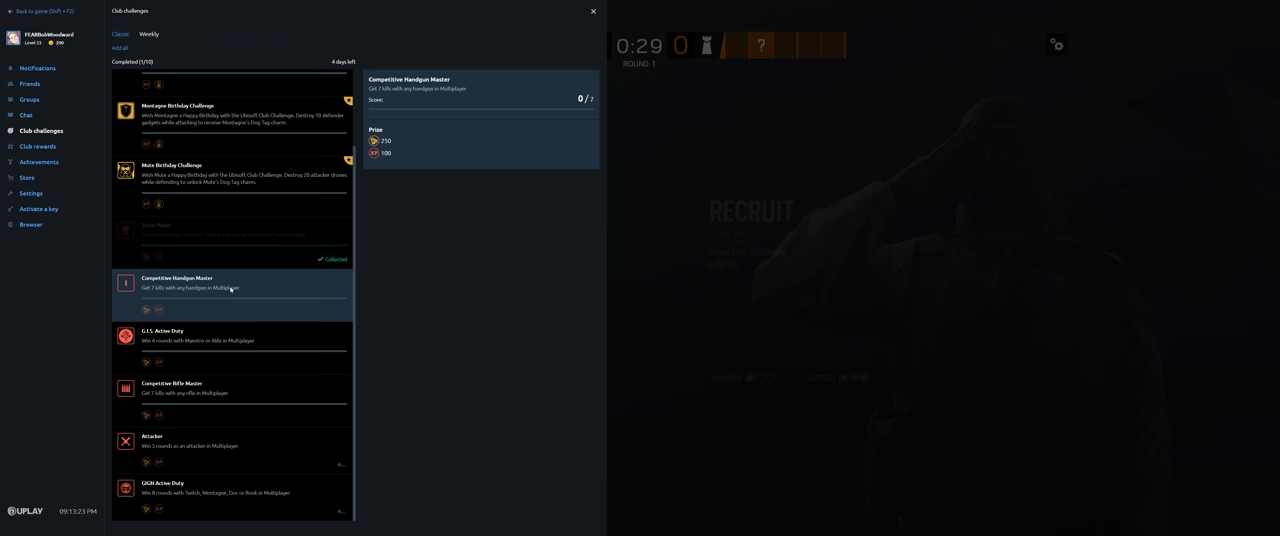 Back to game (Shift + F2)
FEARBobWoodward
Level 33
200
Notifications
Friends
Groups
Chat
Club challenges
Club rewards
Achievements
Store
Settings
Activate a key
Browser
UPLAY
09:13:23 PM
Club challenges
Classic
Weekly
Add all
Completed (1/10)
4 days left
Montagne Birthday Challenge
Wish Montagne a Happy Birthday with the Ubisoft Club Challenge. Destroy 10 defender
gadgets while attacking to receive Montagne's Dog Tag charm.
Mute Birthday Challenge
Wish Mute a Happy Birthday with the Ubisoft Club Challenge. Destroy 20 attacker drones
while defending to unlock Mute's Dog Tag charm.
Team Player
Collected
Competitive Handgun Master
Get 7 kills with any handgun in Multiplayer
G.I.S. Active Duty
Win 4 rounds with Maestro or Alibi in Multiplayer
Competitive Rifle Master
Get 7 kills with any rifle in Multiplayer
Attacker
Win 3 rounds as an attacker in Multiplayer
A...
GIGN Active Duty
Win 8 rounds with Twitch, Montagne, Doc or Rook in Multiplayer
A...
Competitive Handgun Master
Get 7 kills with any handgun in Multiplayer
Score:
0 / 7
Prize
250
XP 100
0:29
0
?
ROUND 1
RECRUIT
PRIMARY WEAPON
ARMOR
SPEED